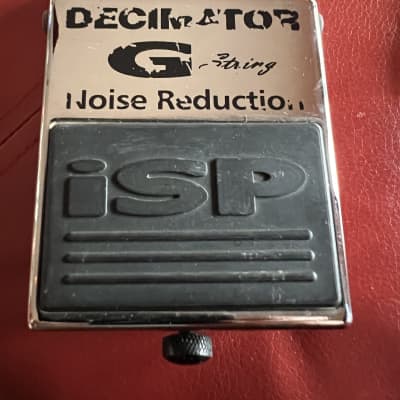 DECIMATOR
G String
Noise Reduction
iSP